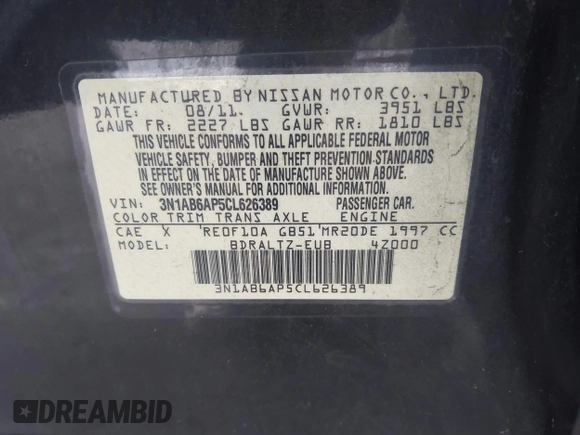 MANUFACTURED BY NISSAN MOTOR CO., LTD.
DATE: 08/11. GVWR: 3951 LBS
GAWR FR: 2227 LBS GAWR RR: 1810 LBS
THIS VEHICLE CONFORMS TO ALL APPLICABLE FEDERAL MOTOR
VEHICLE SAFETY, BUMPER AND THEFT PREVENTION STANDARDS
IN EFFECT ON THE DATE OF MANUFACTURE SHOWN ABOVE.
SEE OWNER'S MANUAL FOR ADDITIONAL INFORMATION
VIN: 3N1AB6AP5CL626389 PASSENGER CAR.
COLOR TRIM TRANS AXLE ENGINE
CAE X 'RE0F10A GB51'MR20DE 1997 CC
MODEL: BDRALTZ-EUB 4Z000
3N1AB6AP5CL626389
DREAMBID